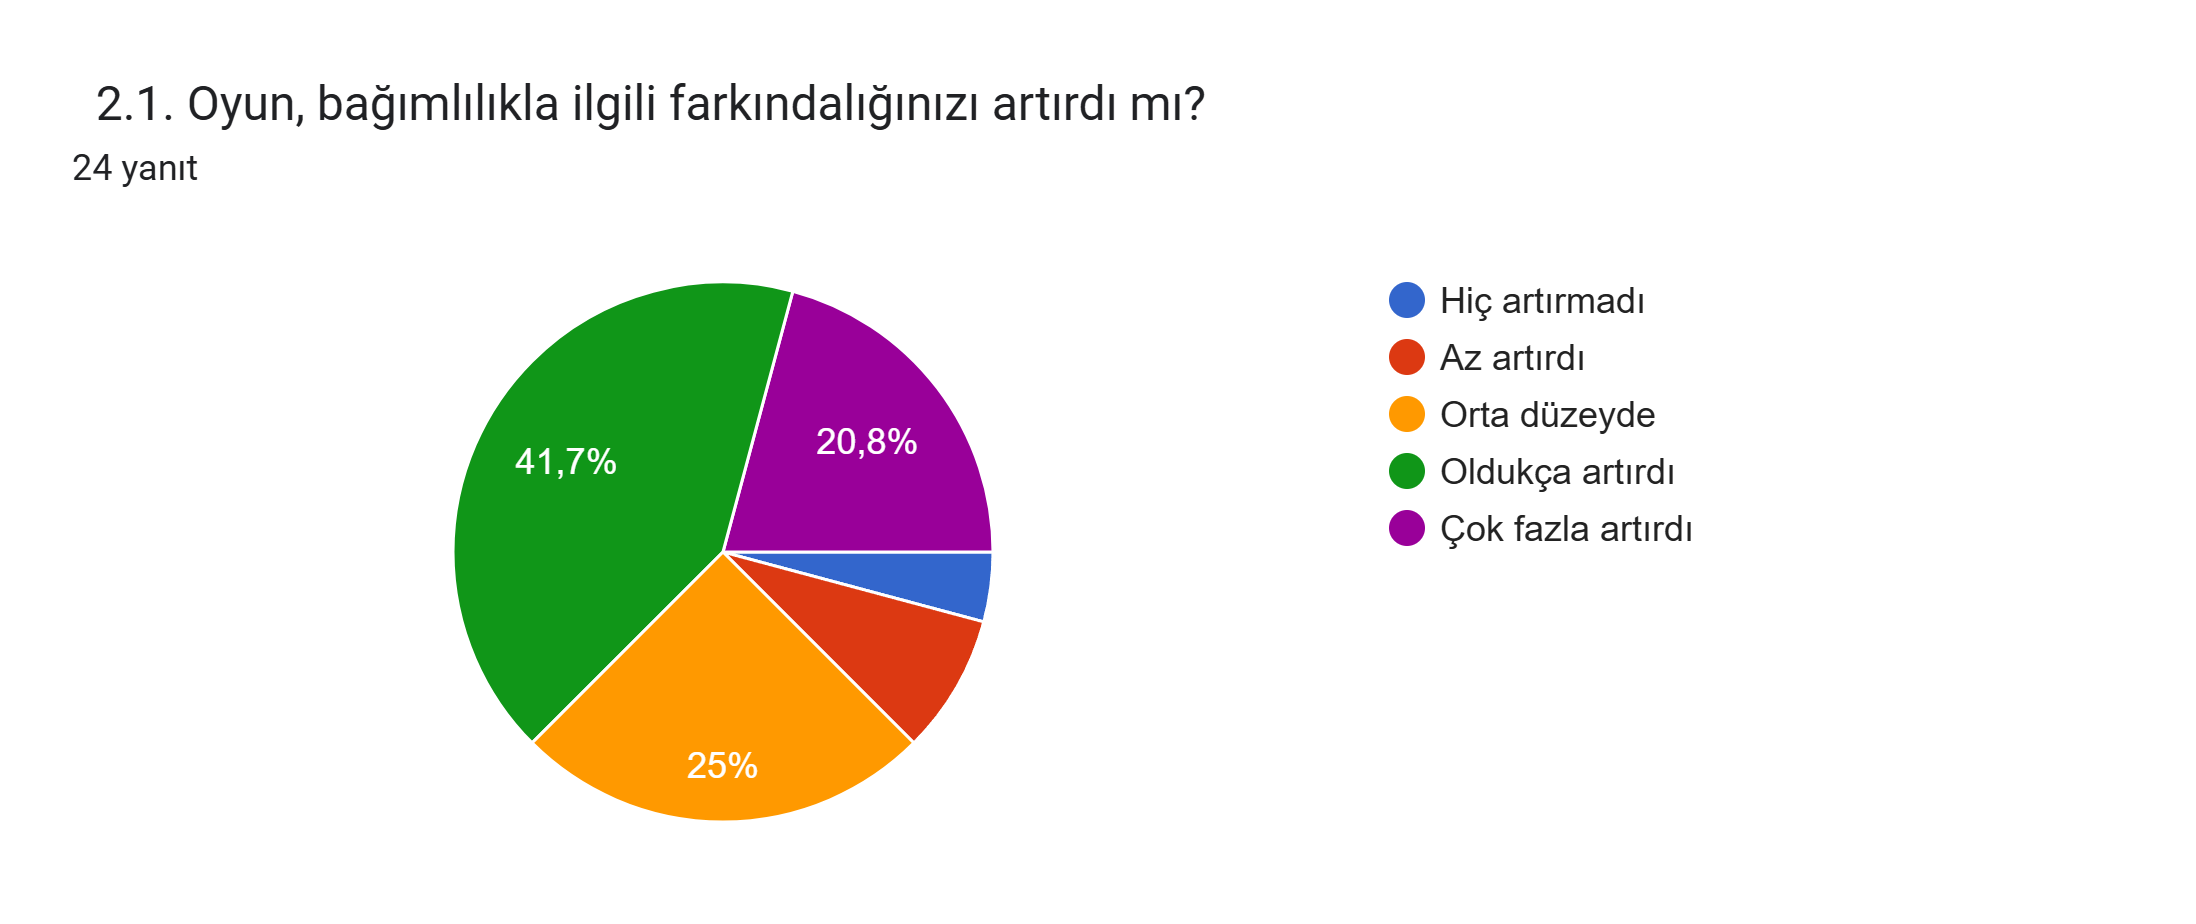 2.1. Oyun, bağımlılıkla ilgili farkındalığınızı artırdı mı?
24 yanıt
41,7%
20,8%
25%
Hiç artırmadı
Az artırdı
Orta düzeyde
Oldukça artırdı
Çok fazla artırdı